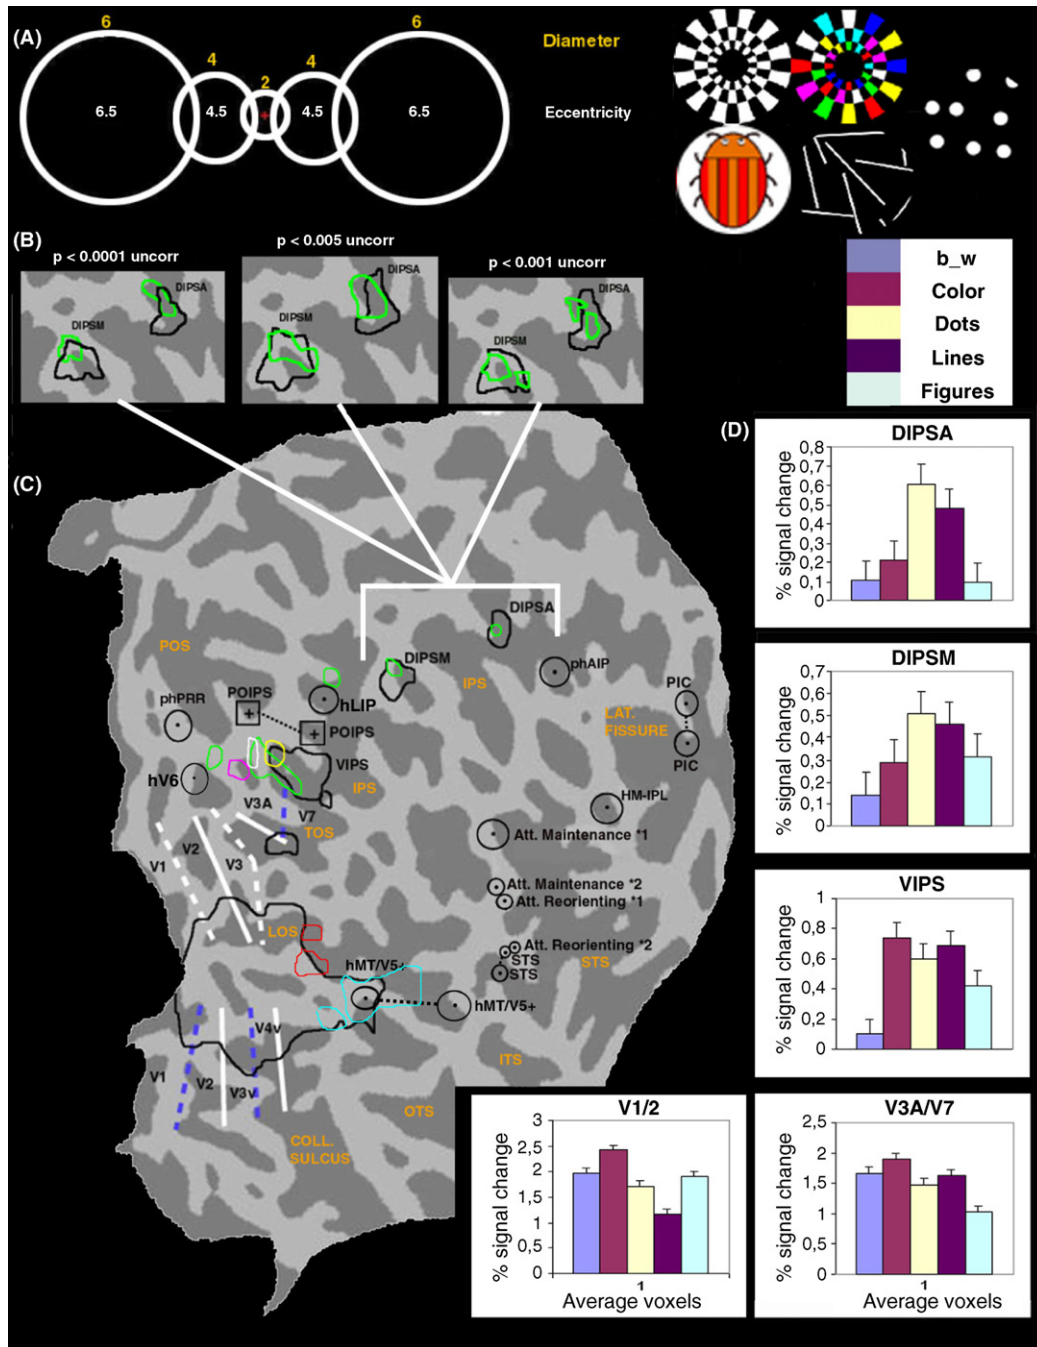 (A)
6
6
4
4
2
6.5
4.5
4.5
6.5
Diameter
Eccentricity
(B)
p < 0.0001 uncorr
p < 0.005 uncorr
p < 0.001 uncorr
DIPSA
DIPSM
DIPSA
DIPSM
DIPSA
DIPSM
b_w
Color
Dots
Lines
Figures
(C)
POS
DIPSA
DIPSM
IPS
phAIP
phPRR
POIPS
hLIP
POIPS
PIC
LAT.
FISSURE
PIC
hV6
VIPS
IPS
V3A
V7
TOS
HM-IPL
Att. Maintenance *1
V1
V2
V3
Att. Maintenance *2
Att. Reorienting *1
LOS
Att. Reorienting *2
STS
STS
STS
hMT/V5+
hMT/V5+
V4v
V1
V2
V3v
ITS
OTS
COLL.
SULCUS
(D)
DIPSA
% signal change
0,8
0,7
0,6
0,5
0,4
0,3
0,2
0,1
0
DIPSM
% signal change
0,7
0,6
0,5
0,4
0,3
0,2
0,1
0
VIPS
% signal change
1
0,8
0,6
0,4
0,2
0
V1/2
% signal change
3
2,5
2
1,5
1
0,5
0
1
Average voxels
V3A/V7
% signal change
2,5
2
1,5
1
0,5
0
1
Average voxels